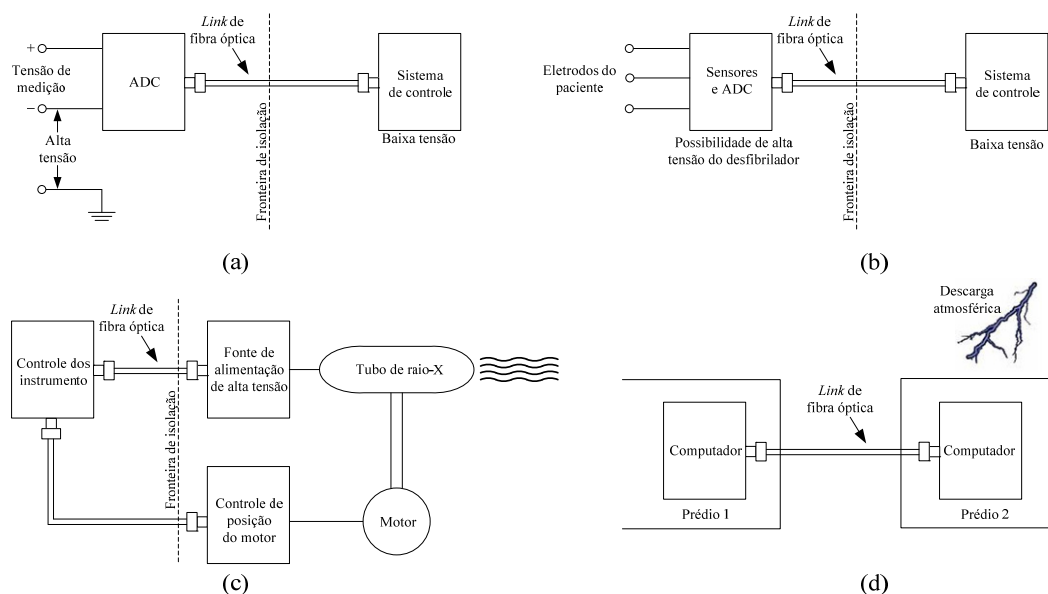 Link de
fibra óptica
+
Tensão de
medição
−
Alta
tensão
ADC
Sistema
de controle
Baixa tensão
Fronteira de isolação
(a)
Link de
fibra óptica
Eletrodos do
paciente
Sensores
e ADC
Possibilidade de alta
tensão do desfibrilador
Sistema
de controle
Baixa tensão
Fronteira de isolação
(b)
Link de
fibra óptica
Controle dos
instrumento
Fonte de
alimentação
de alta tensão
Tubo de raio-X
Fronteira de isolação
Controle de
posição
do motor
Motor
(c)
Descarga
atmosférica
Link de
fibra óptica
Computador
Computador
Prédio 1
Prédio 2
(d)